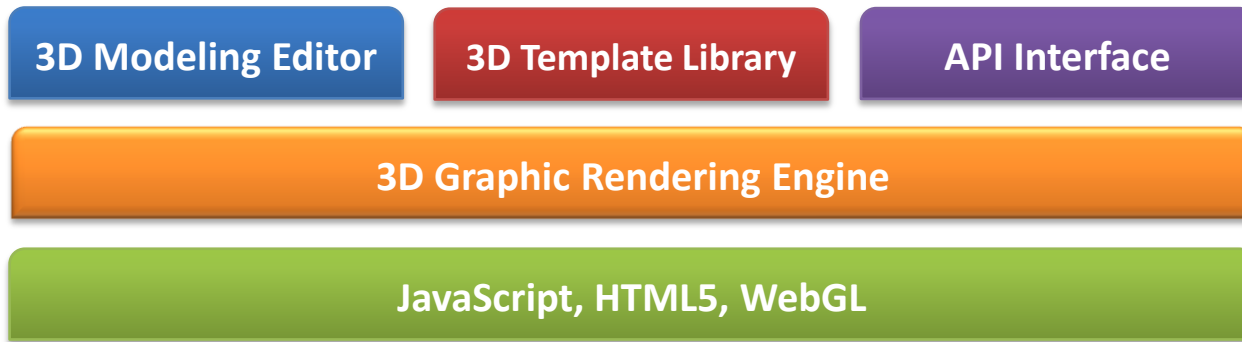 3D Modeling Editor
3D Template Library
API Interface
3D Graphic Rendering Engine
JavaScript, HTML5, WebGL